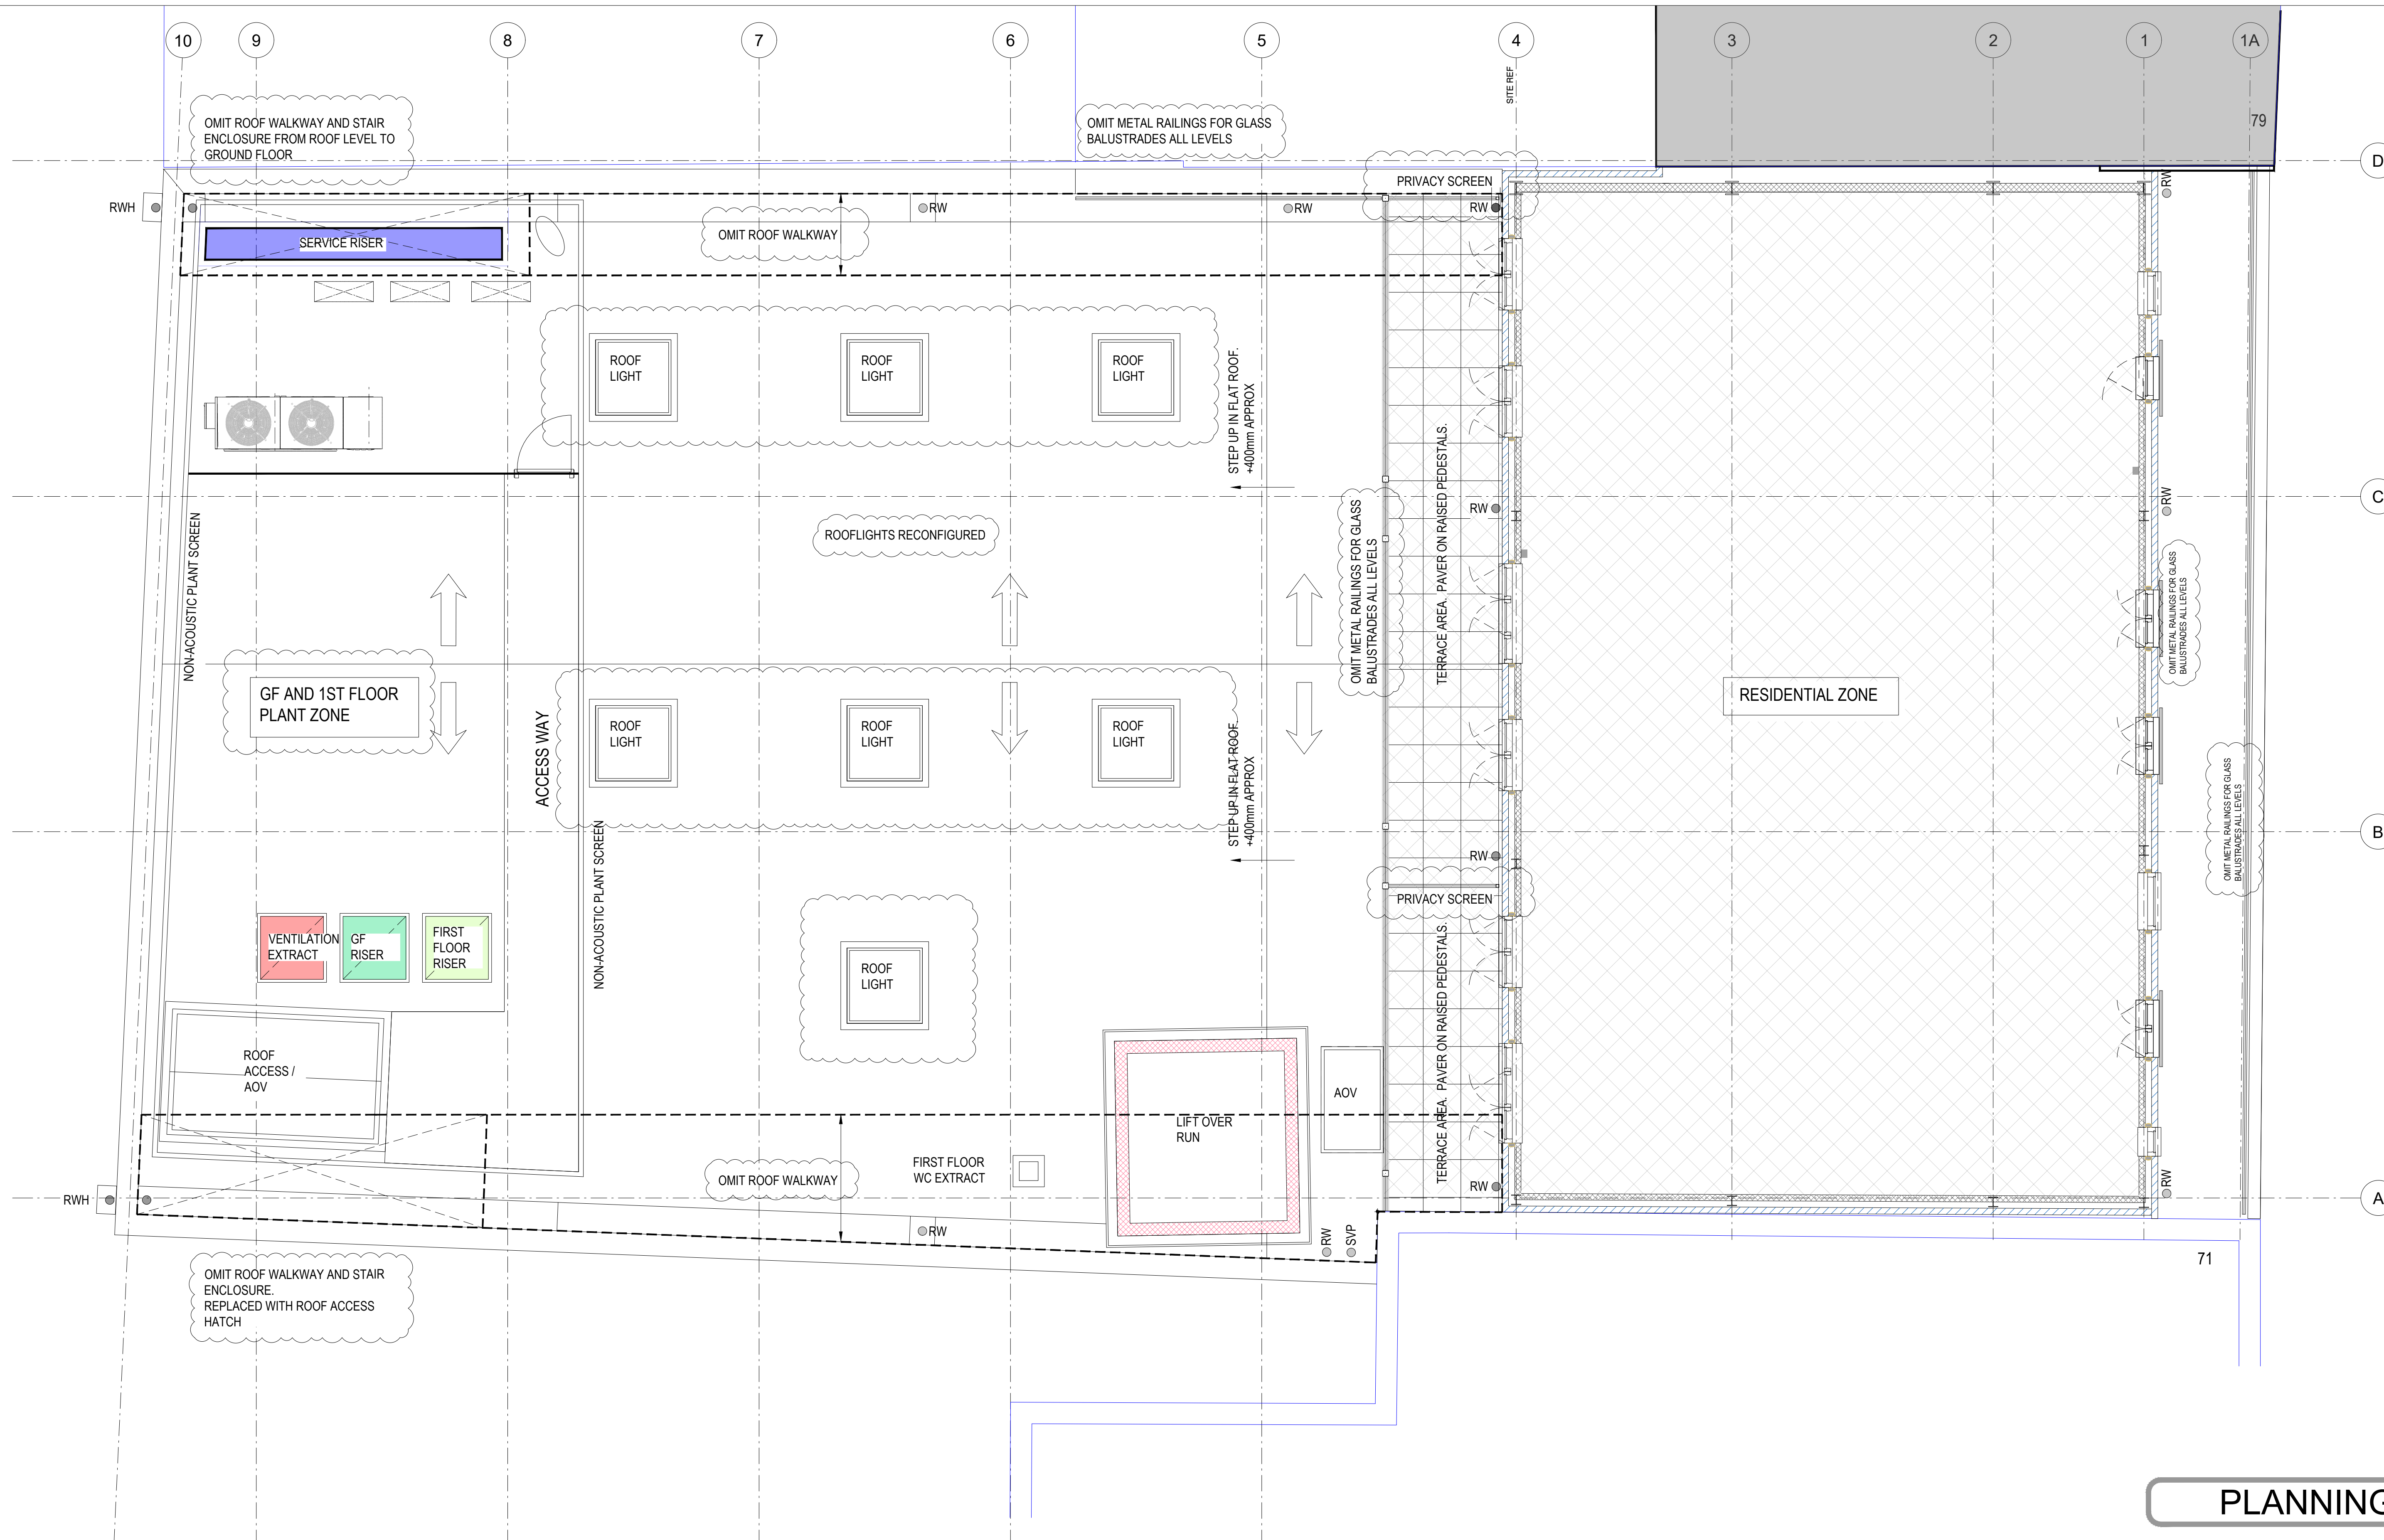 10
9
8
7
6
5
4
3
2
1
1A
SITE REF
79
OMIT ROOF WALKWAY AND STAIR
ENCLOSURE FROM ROOF LEVEL TO
GROUND FLOOR
OMIT METAL RAILINGS FOR GLASS
BALUSTRADES ALL LEVELS
D
PRIVACY SCREEN
RWH
RW
RW
RW
RW
SERVICE RISER
OMIT ROOF WALKWAY
ROOF
LIGHT
ROOF
LIGHT
ROOF
LIGHT
STEP UP IN FLAT ROOF.
+400mm APPROX
C
RW
RW
NON-ACOUSTIC PLANT SCREEN
ROOFLIGHTS RECONFIGURED
OMIT METAL RAILINGS FOR GLASS
BALUSTRADES ALL LEVELS
TERRACE AREA. PAVER ON RAISED PEDESTALS.
OMIT METAL RAILINGS FOR GLASS
BALUSTRADES ALL LEVELS
GF AND 1ST FLOOR
PLANT ZONE
RESIDENTIAL ZONE
ACCESS WAY
ROOF
LIGHT
ROOF
LIGHT
ROOF
LIGHT
STEP UP IN FLAT ROOF.
+400mm APPROX
OMIT METAL RAILINGS FOR GLASS
BALUSTRADES ALL LEVELS
B
RW
NON-ACOUSTIC PLANT SCREEN
PRIVACY SCREEN
VENTILATION
EXTRACT
GF
RISER
FIRST
FLOOR
RISER
ROOF
LIGHT
TERRACE AREA. PAVER ON RAISED PEDESTALS.
ROOF
ACCESS /
AOV
AOV
LIFT OVER
RUN
OMIT ROOF WALKWAY
FIRST FLOOR
WC EXTRACT
RW
RW
RWH
A
RW
RW
SVP
71
OMIT ROOF WALKWAY AND STAIR
ENCLOSURE.
REPLACED WITH ROOF ACCESS
HATCH
PLANNING